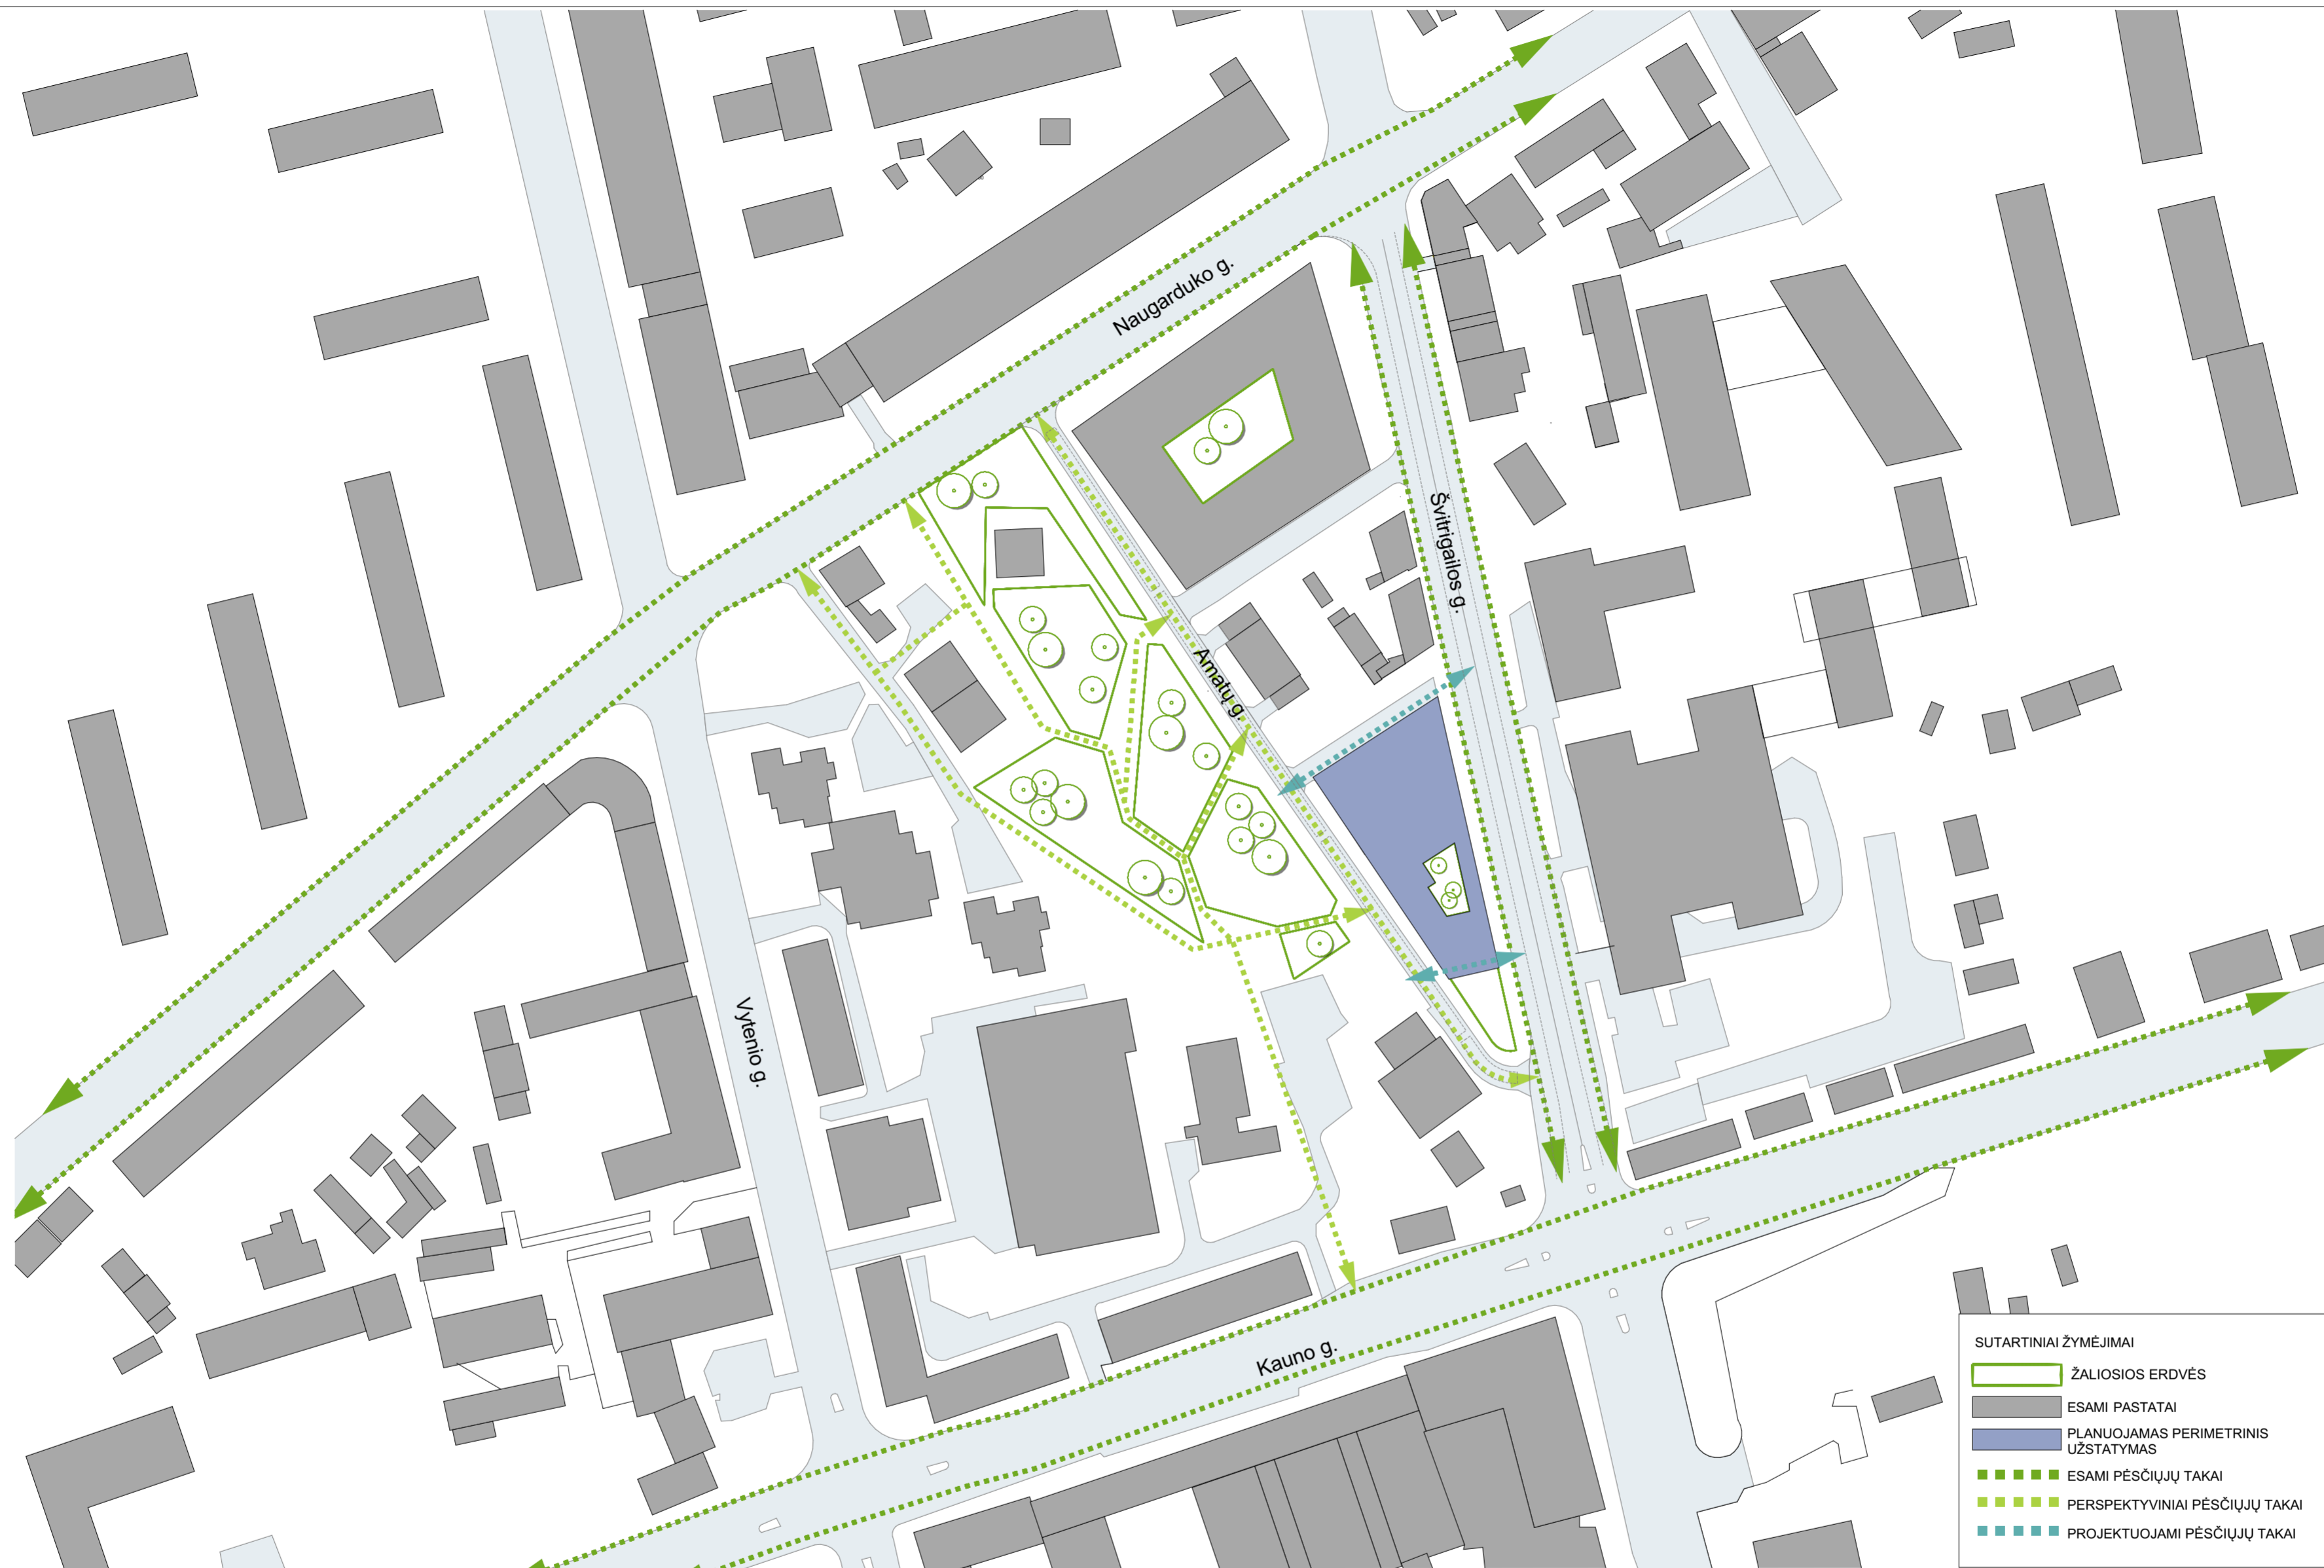 Naugarduko g.
Švitrigailos g.
Amatų g.
Vytenio g.
Kauno g.
SUTARTINIAI ŽYMĖJIMAI
ŽALIOSIOS ERDVĖS
ESAMI PASTATAI
PLANUOJAMAS PERIMETRINIS
UŽSTATYMAS
ESAMI PĖSČIŲJŲ TAKAI
PERSPEKTYVINIAI PĖSČIŲJŲ TAKAI
PROJEKTUOJAMI PĖSČIŲJŲ TAKAI